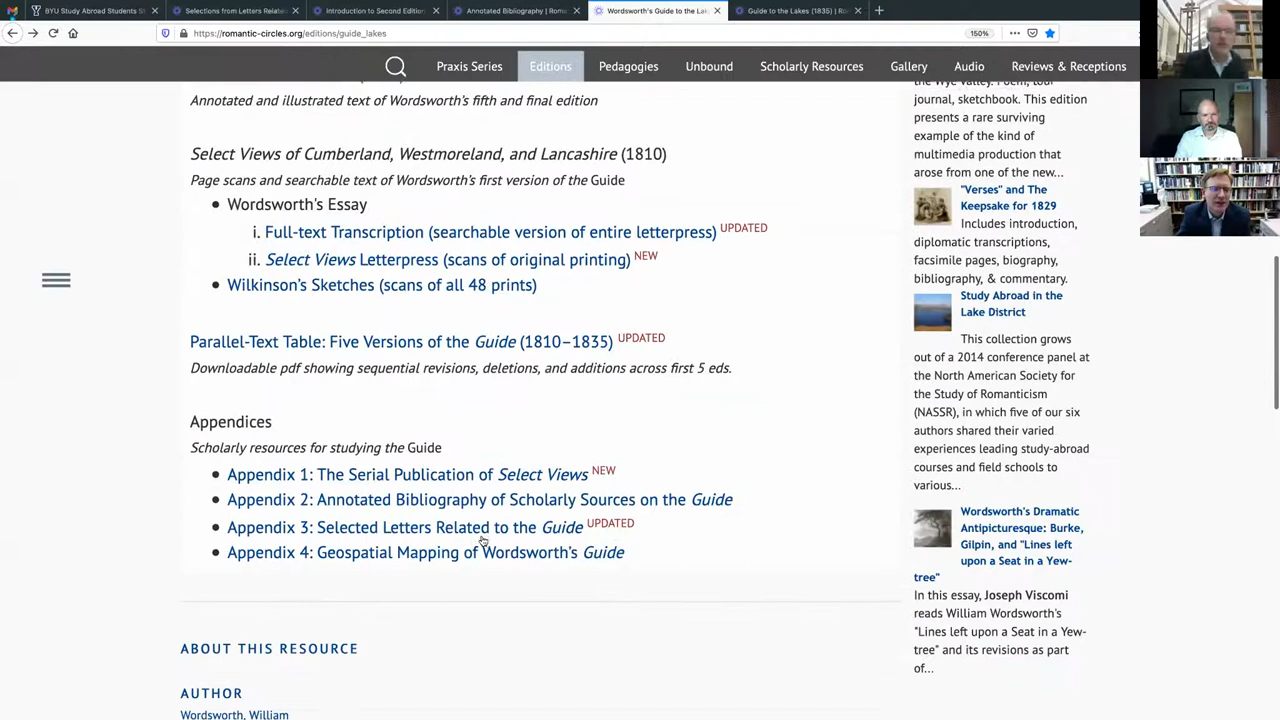 BYU Study Abroad Students St
Selections from Letters Relate
Introduction to Second Edition
Annotated Bibliography | Roma
Wordsworth's Guide to the Lak
Guide to the Lakes (1835) | Ro
https://romantic-circles.org/editions/guide_lakes
150%
Praxis Series
Editions
Pedagogies
Unbound
Scholarly Resources
Gallery
Audio
Reviews & Receptions
Annotated and illustrated text of Wordsworth's fifth and final edition
Select Views of Cumberland, Westmoreland, and Lancashire (1810)
Page scans and searchable text of Wordsworth's first version of the Guide
Wordsworth's Essay
i. Full-text Transcription (searchable version of entire letterpress) UPDATED
ii. Select Views Letterpress (scans of original printing) NEW
Wilkinson's Sketches (scans of all 48 prints)
Parallel-Text Table: Five Versions of the Guide (1810–1835) UPDATED
Downloadable pdf showing sequential revisions, deletions, and additions across first 5 eds.
Appendices
Scholarly resources for studying the Guide
Appendix 1: The Serial Publication of Select Views NEW
Appendix 2: Annotated Bibliography of Scholarly Sources on the Guide
Appendix 3: Selected Letters Related to the Guide UPDATED
Appendix 4: Geospatial Mapping of Wordsworth's Guide
ABOUT THIS RESOURCE
AUTHOR
Wordsworth, William
the Wye Valley. Poem, tour
journal, sketchbook. This edition
presents a rare surviving
example of the kind of
multimedia production that
arose from one of the new...
"Verses" and The
Keepsake for 1829
Includes introduction,
diplomatic transcriptions,
facsimile pages, biography,
bibliography, & commentary.
Study Abroad in the
Lake District
This collection grows
out of a 2014 conference panel at
the North American Society for
the Study of Romanticism
(NASSR), in which five of our six
authors shared their varied
experiences leading study-abroad
courses and field schools to
various...
Wordsworth's Dramatic
Antipicturesque: Burke,
Gilpin, and "Lines left
upon a Seat in a Yew-
tree"
In this essay, Joseph Viscomi
reads William Wordsworth's
"Lines left upon a Seat in a Yew-
tree" and its revisions as part
of...